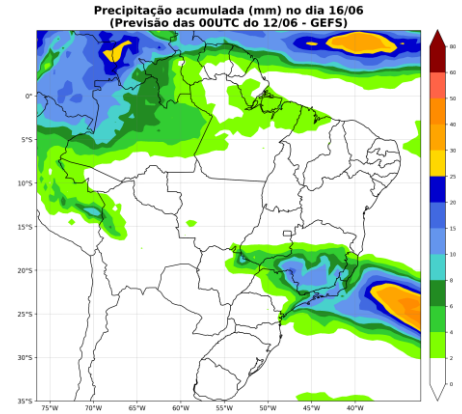 Precipitação acumulada (mm) no dia 16/06
(Previsão das 00UTC do 12/06 - GEFS)
80
60
50
40
30
25
20
15
10
8
6
4
2
0
0°
5°S
10°S
15°S
20°S
25°S
30°S
35°S
75°W
70°W
65°W
60°W
55°W
50°W
45°W
40°W